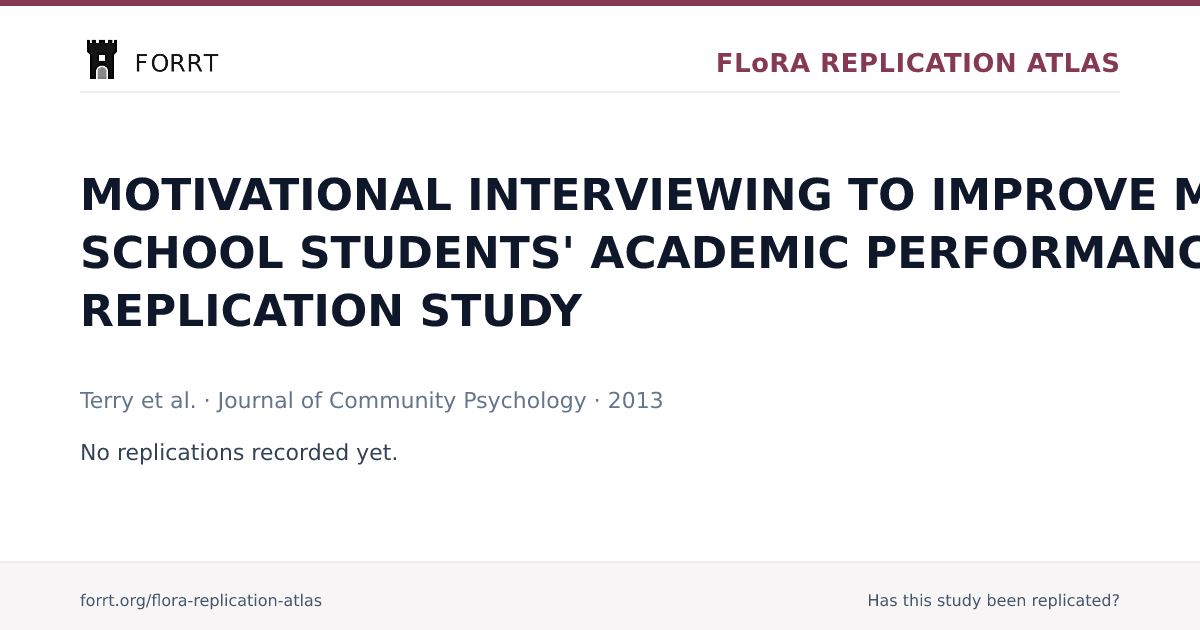 FORRT
FLoRA REPLICATION ATLAS
MOTIVATIONAL INTERVIEWING TO IMPROVE
SCHOOL STUDENTS' ACADEMIC
REPLICATION STUDY
Terry et al. · Journal of Community Psychology · 2013
No replications recorded yet.
forrt.org/flora-replication-atlas
Has this study been replicated?